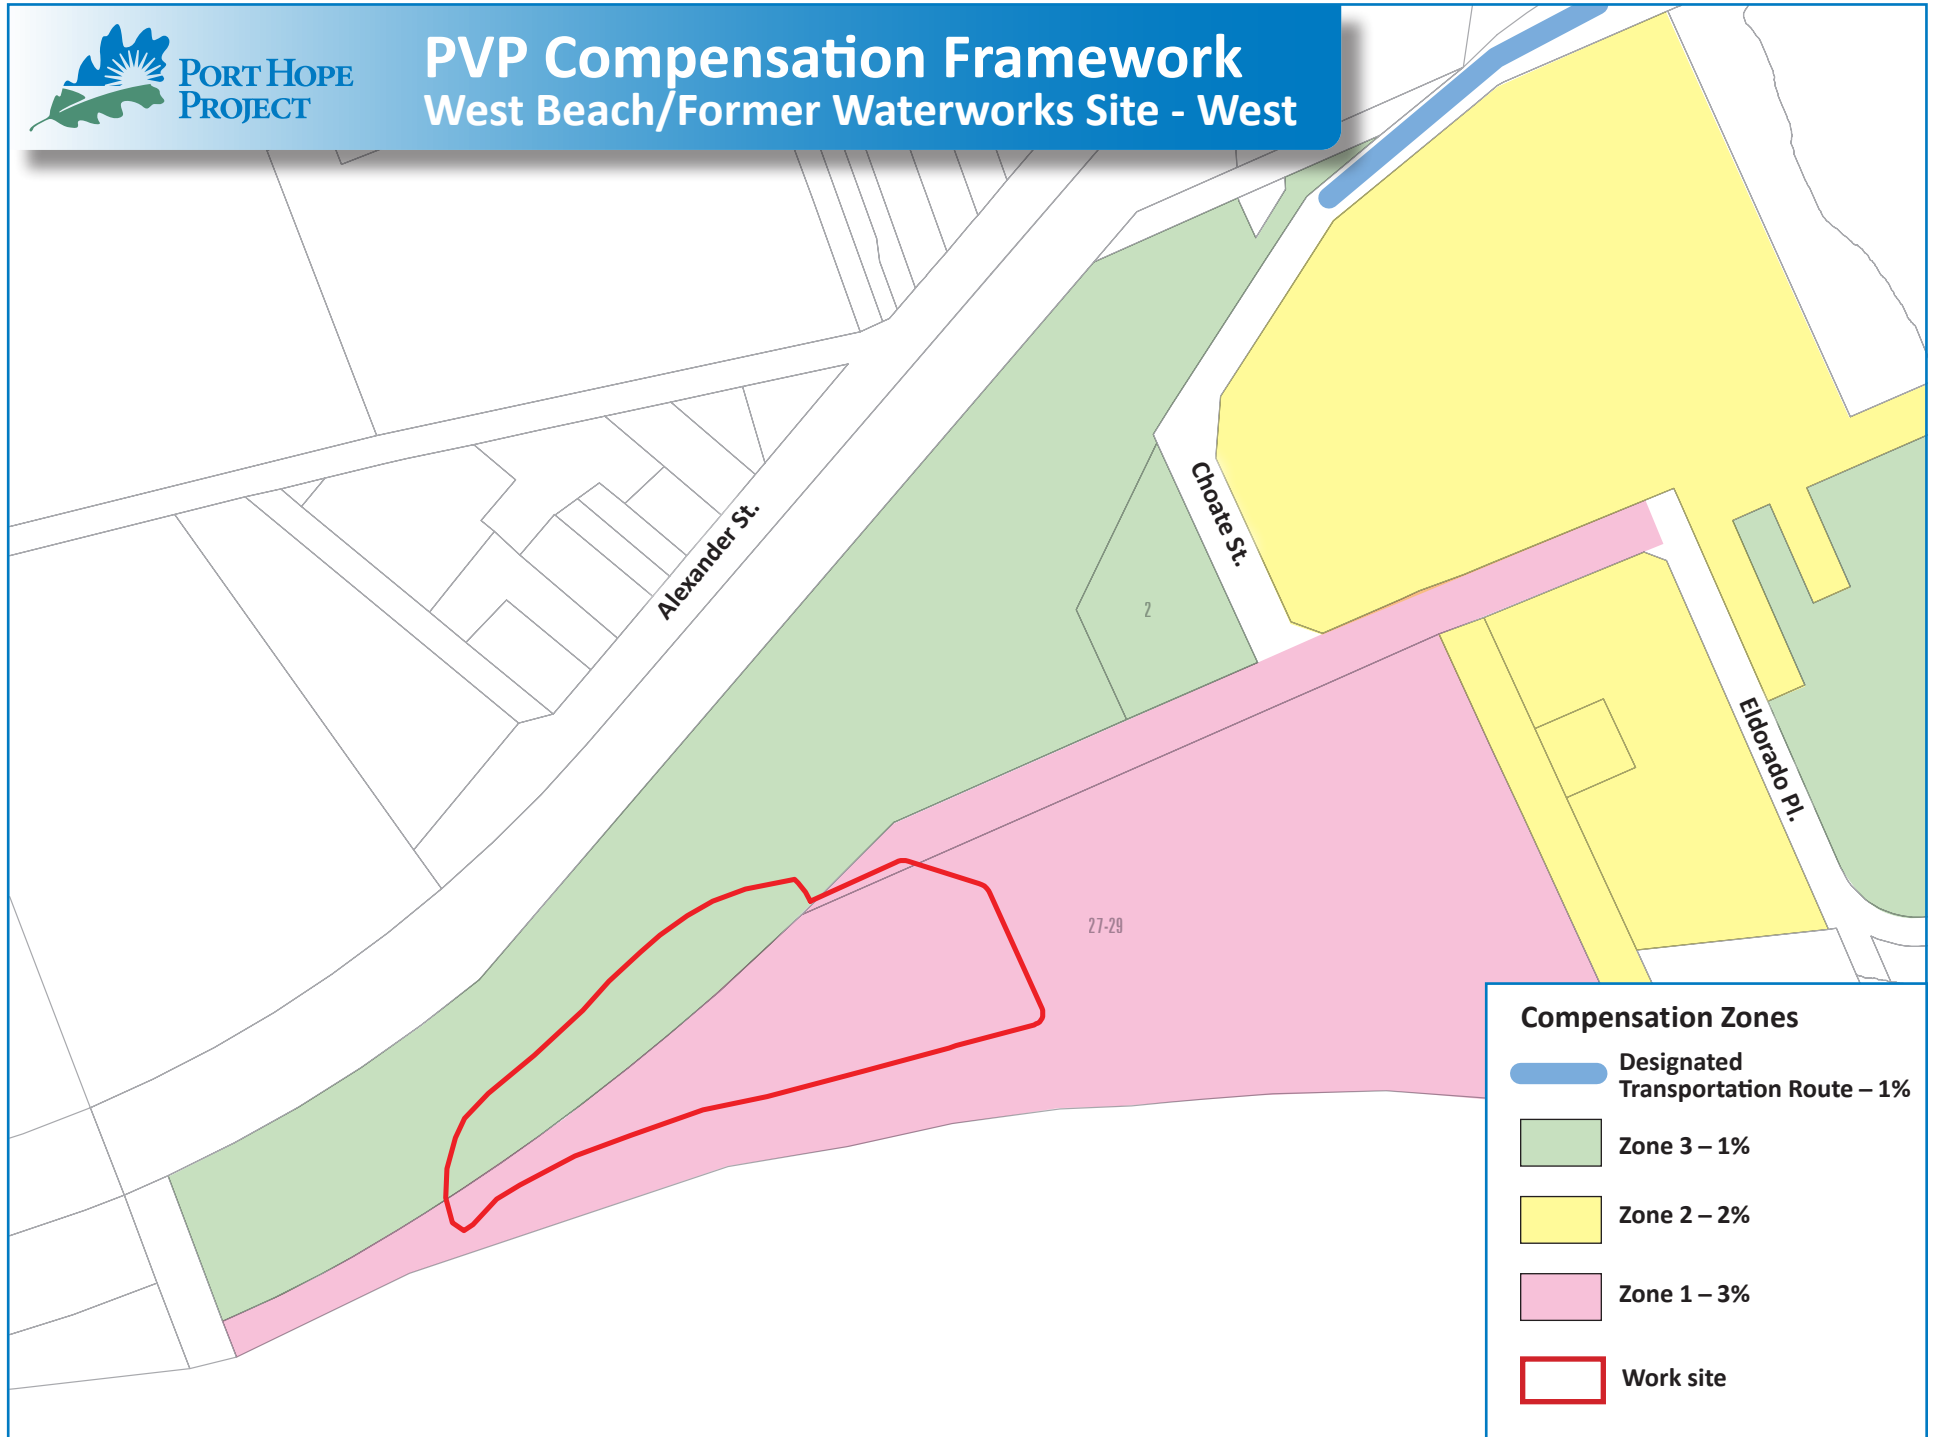 PORT HOPE
PROJECT
PVP Compensation Framework
West Beach/Former Waterworks Site - West
Alexander St.
Choate St.
2
Eldorado Pl.
27-29
Compensation Zones
Designated
Transportation Route – 1%
Zone 3 – 1%
Zone 2 – 2%
Zone 1 – 3%
Work site